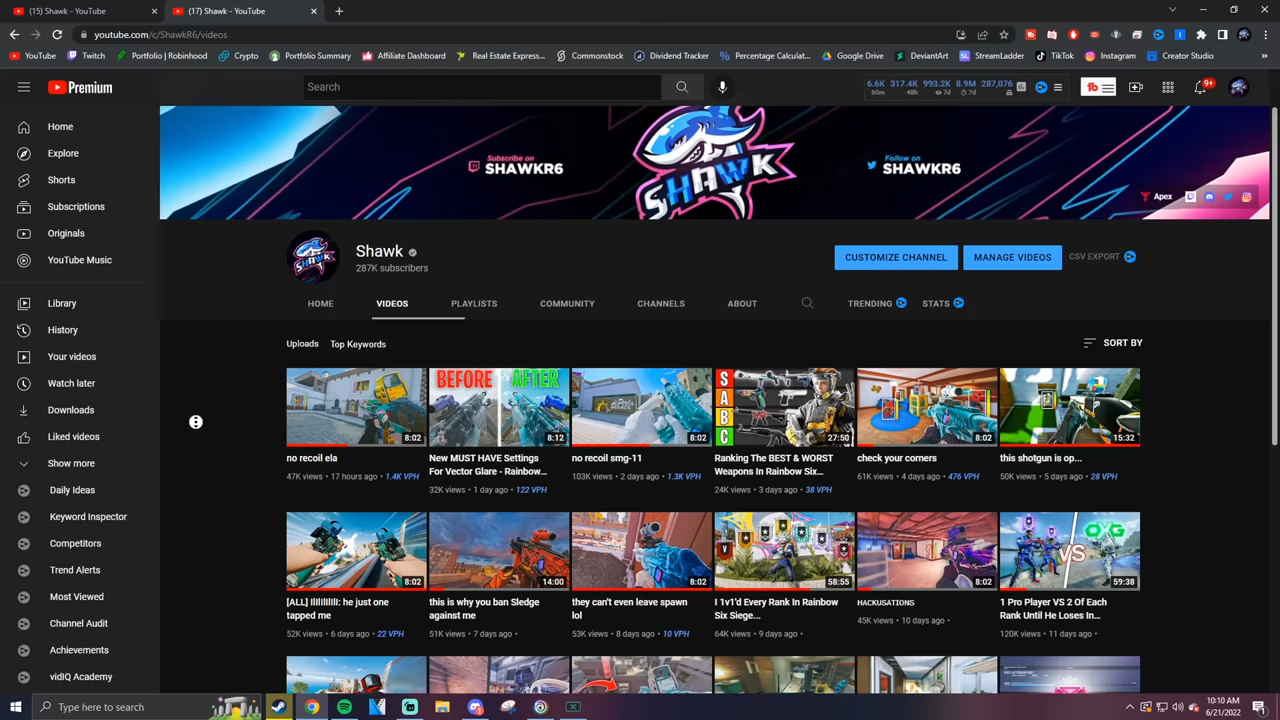 (15) Shawk - YouTube
(17) Shawk - YouTube
youtube.com/c/ShawkR6/videos
YouTube
Twitch
Portfolio | Robinhood
Crypto
Portfolio Summary
Affiliate Dashboard
Real Estate Express...
Commonstock
Dividend Tracker
Percentage Calculat...
Google Drive
DeviantArt
StreamLadder
TikTok
Instagram
Creator Studio
Premium
Search
6.6K 317.4K 993.2K 8.9M 287,076
60m 48h 7d 7d
tb
9+
Home
Explore
Shorts
Subscriptions
Originals
YouTube Music
Library
History
Your videos
Watch later
Downloads
Liked videos
Show more
Daily Ideas
Keyword Inspector
Competitors
Trend Alerts
Most Viewed
Channel Audit
Achievements
vidIQ Academy
Subscribe on
SHAWKR6
SHAWK
Follow on
SHAWKR6
Apex
Shawk
287K subscribers
CUSTOMIZE CHANNEL
MANAGE VIDEOS
CSV EXPORT
HOME
VIDEOS
PLAYLISTS
COMMUNITY
CHANNELS
ABOUT
TRENDING
STATS
Uploads
Top Keywords
SORT BY
8:02
no recoil ela
47K views • 17 hours ago • 1.4K VPH
BEFORE AFTER
8:12
New MUST HAVE Settings
For Vector Glare - Rainbow...
32K views • 1 day ago • 122 VPH
8:02
no recoil smg-11
103K views • 2 days ago • 1.3K VPH
S
A
B
C
27:50
Ranking The BEST & WORST
Weapons In Rainbow Six...
24K views • 3 days ago • 38 VPH
8:02
check your corners
61K views • 4 days ago • 476 VPH
15:32
this shotgun is op...
50K views • 5 days ago • 28 VPH
8:02
[ALL] IlIlIlIlIl: he just one
tapped me
52K views • 6 days ago • 22 VPH
14:00
this is why you ban Sledge
against me
51K views • 7 days ago •
8:02
they can't even leave spawn
lol
53K views • 8 days ago • 10 VPH
58:55
I 1v1'd Every Rank In Rainbow
Six Siege...
64K views • 9 days ago •
8:02
HACKUSATIONS
45K views • 10 days ago •
OXG
VS
59:38
1 Pro Player VS 2 Of Each
Rank Until He Loses In...
120K views • 11 days ago •
Type here to search
10:10 AM
6/21/2022